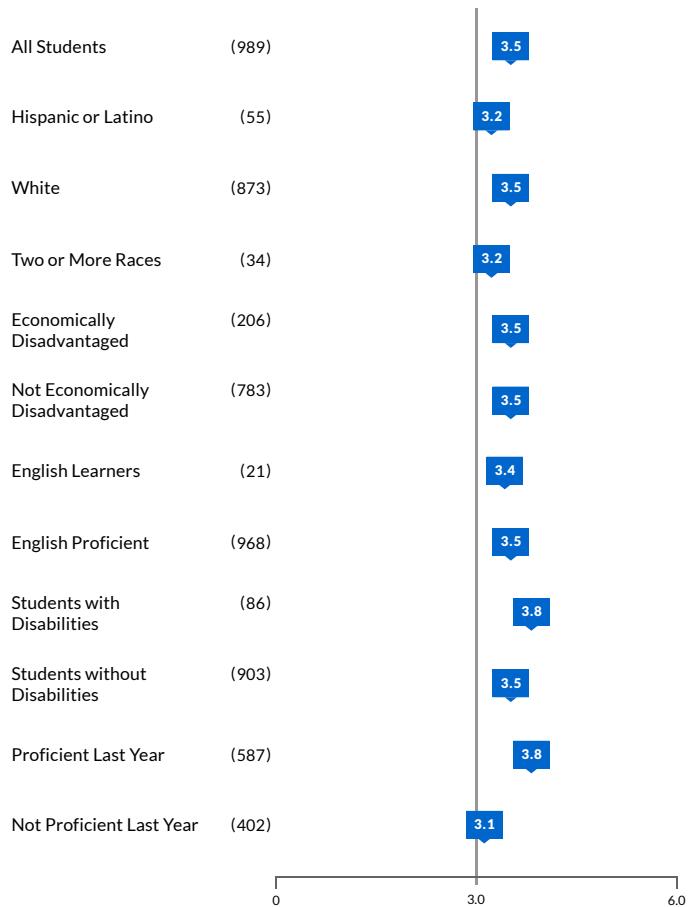 All Students (989) 3.5
Hispanic or Latino (55) 3.2
White (873) 3.5
Two or More Races (34) 3.2
Economically (206)
Disadvantaged 3.5
Not Economically (783)
Disadvantaged 3.5
English Learners (21) 3.4
English Proficient (968) 3.5
Students with (86)
Disabilities 3.8
Students without (903)
Disabilities 3.5
Proficient Last Year (587) 3.8
Not Proficient Last Year (402) 3.1
0 3.0 6.0